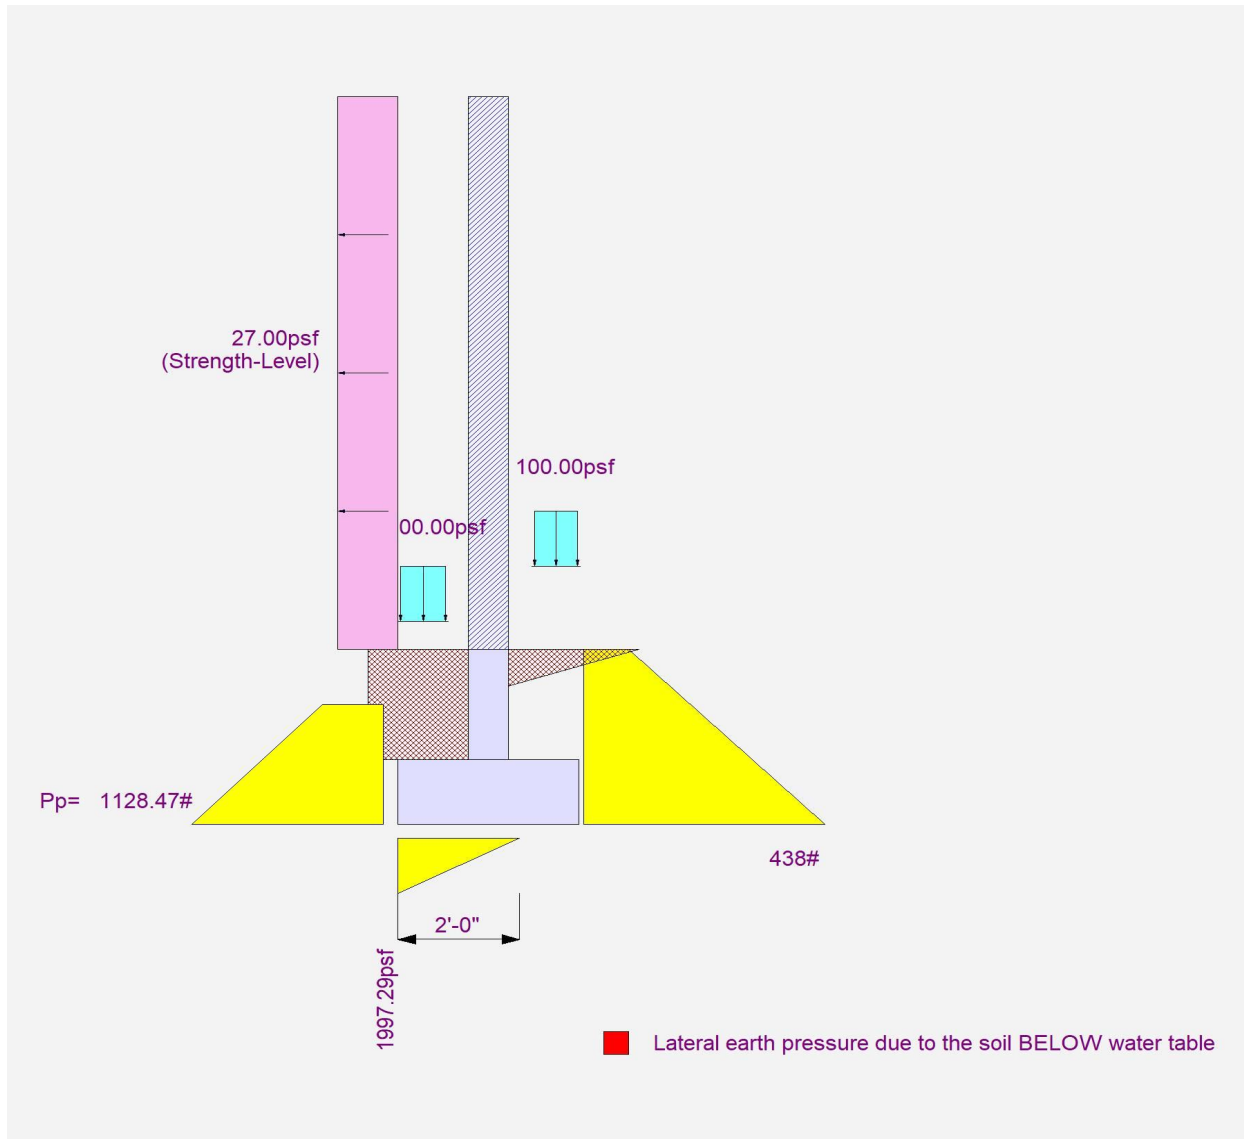 27.00psf
(Strength-Level)
100.00psf
00.00psf
Pp= 1128.47#
438#
2'-0"
1997.29psf
Lateral earth pressure due to the soil BELOW water table